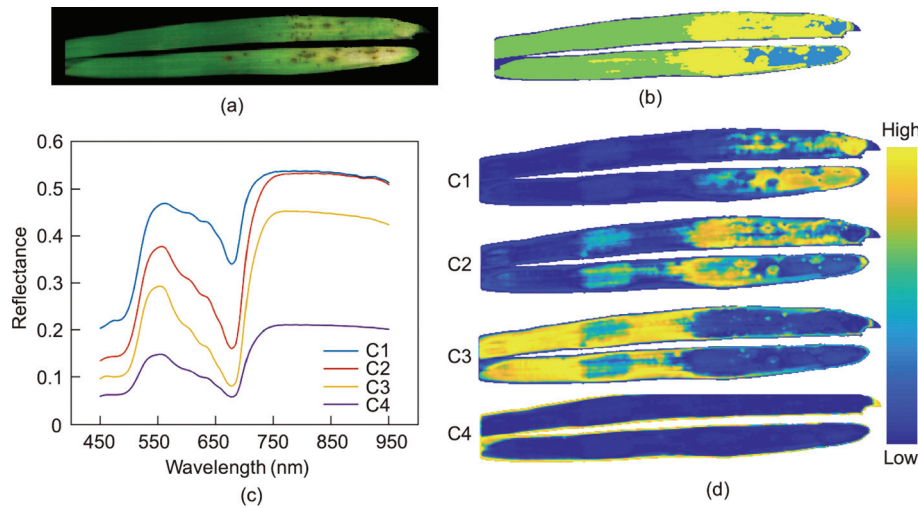 (a)
(b)
0.6
0.5
0.4
0.3
0.2
0.1
0
Reflectance
C1
C2
C3
C4
450 550 650 750 850 950
Wavelength (nm)
(c)
C1
C2
C3
C4
High
Low
(d)